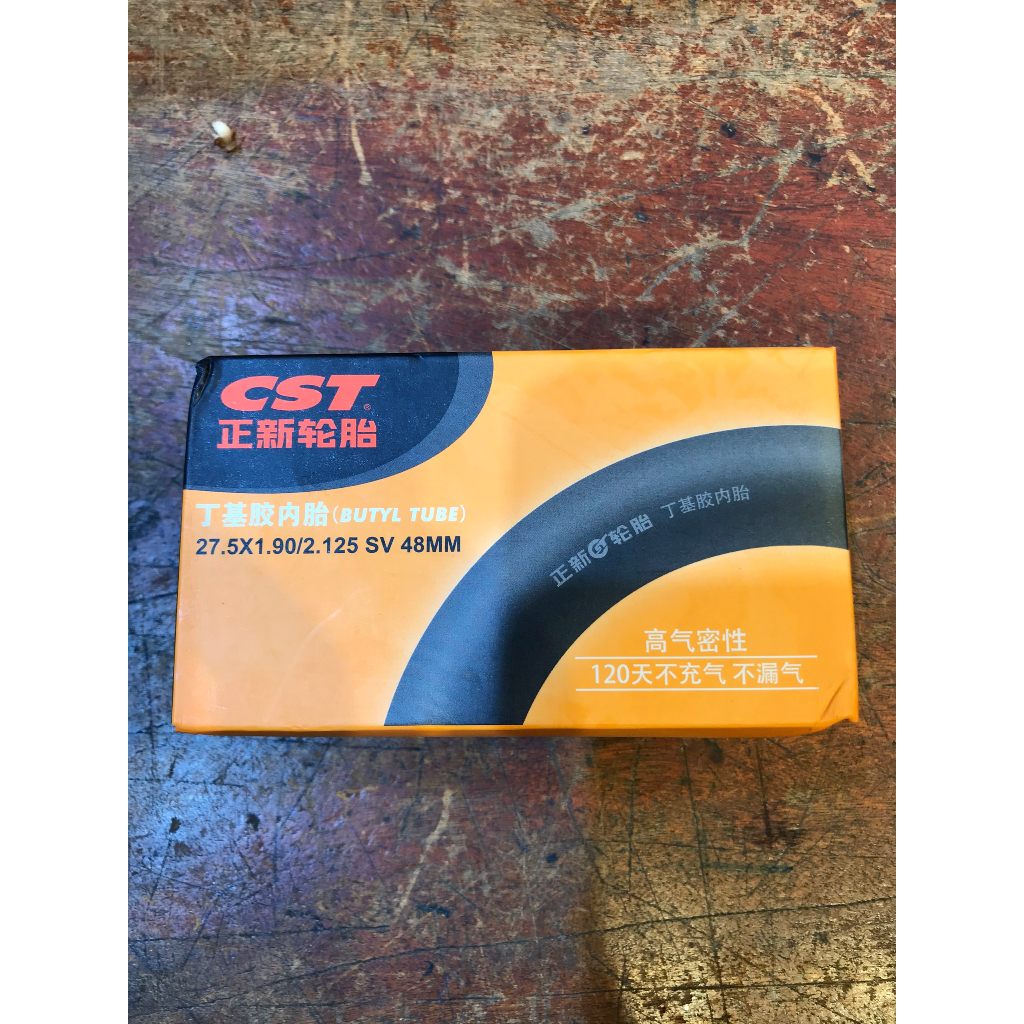 CST®
正新轮胎
丁基胶内胎(BUTYL TUBE)
27.5X1.90/2.125 SV 48MM
正新轮胎 丁基胶内胎
高气密性
120天不充气 不漏气